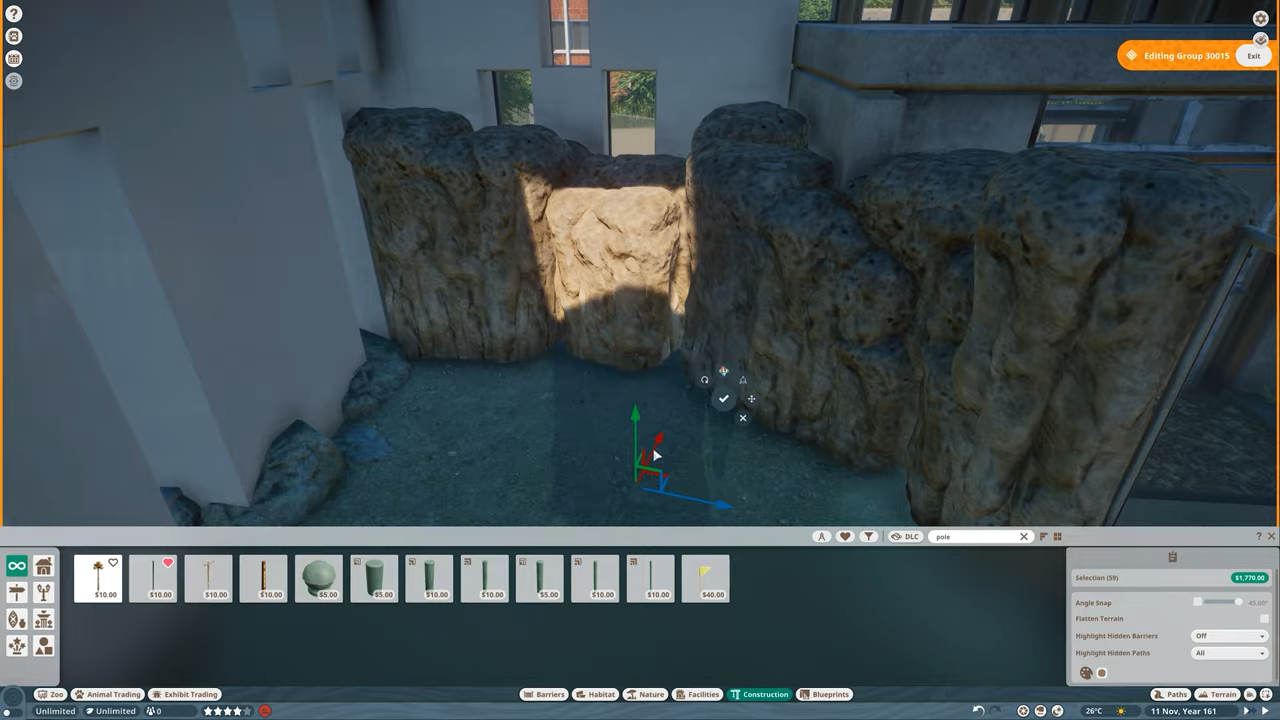 Editing Group 30015 Exit
DLC pole
$10.00 $10.00 $10.00 $10.00 $5.00 $5.00 $10.00 $10.00 $5.00 $10.00 $10.00 $40.00
Selection (59) $1,770.00
Angle Snap 45.00°
Flatten Terrain
Highlight Hidden Barriers Off
Highlight Hidden Paths All
Zoo Animal Trading Exhibit Trading Barriers Habitat Nature Facilities Construction Blueprints Paths Terrain
Unlimited Unlimited 0 26°C 11 Nov, Year 161